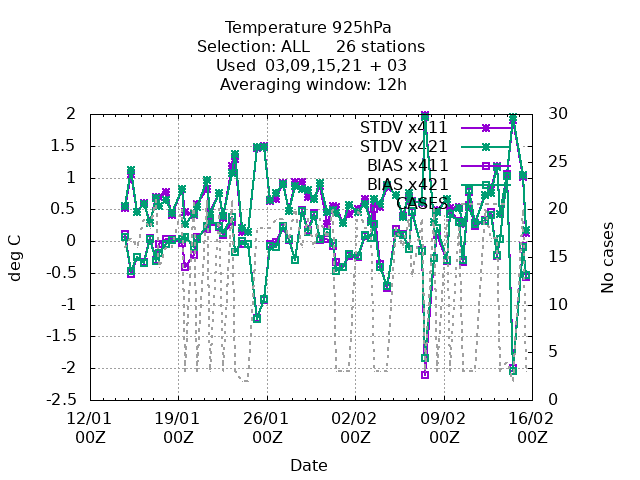 Temperature 925hPa
Selection: ALL 26 stations
Used 03,09,15,21 + 03
Averaging window: 12h
2 30
STDV x411
1.5
STDV x421
25
BIAS x411
1
BIAS x421
20
0.5
CASES
0
15
-0.5
10
-1
-1.5
5
-2
-2.5 0
12/01 19/01 26/01 02/02 09/02 16/02
00Z 00Z 00Z 00Z 00Z 00Z
Date
deg C
No cases